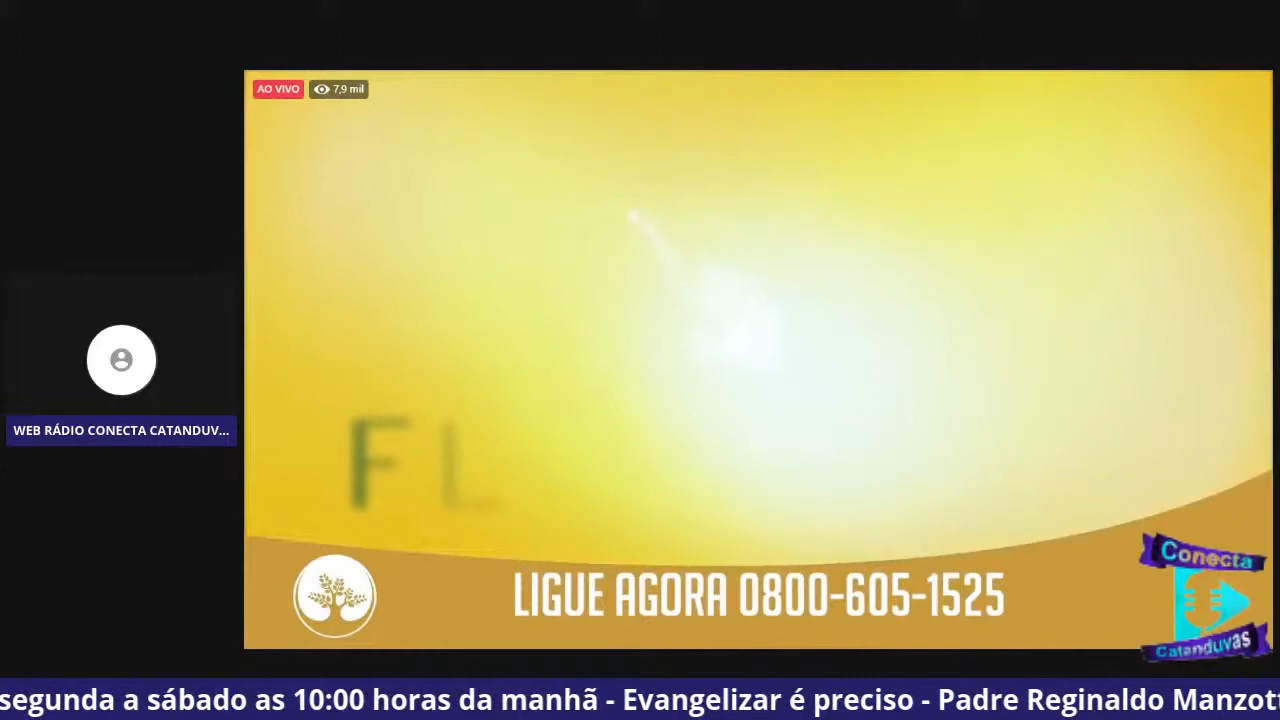 AO VIVO
7,9 mil
F L
WEB RÁDIO CONECTA CATANDUV...
LIGUE AGORA 0800-605-1525
Conecta
Catanduvas
segunda a sábado as 10:00 horas da manhã - Evangelizar é preciso - Padre Reginaldo Manzot